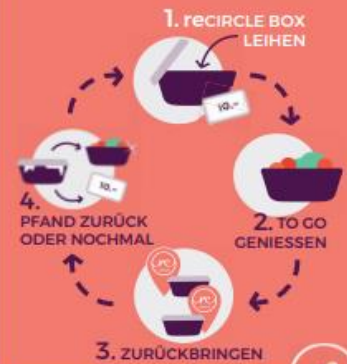 1. reCIRCLE BOX
LEIHEN
10.-
2. TO GO
GENIESSEN
3. ZURÜCKBRINGEN
4.
PFAND ZURÜCK
ODER NOCHMAL
10.-